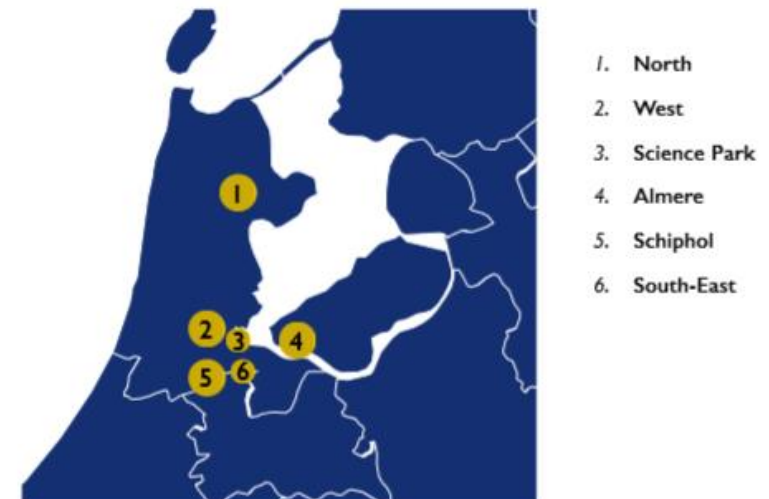 1
2
3
4
5
6
1. North
2. West
3. Science Park
4. Almere
5. Schiphol
6. South-East